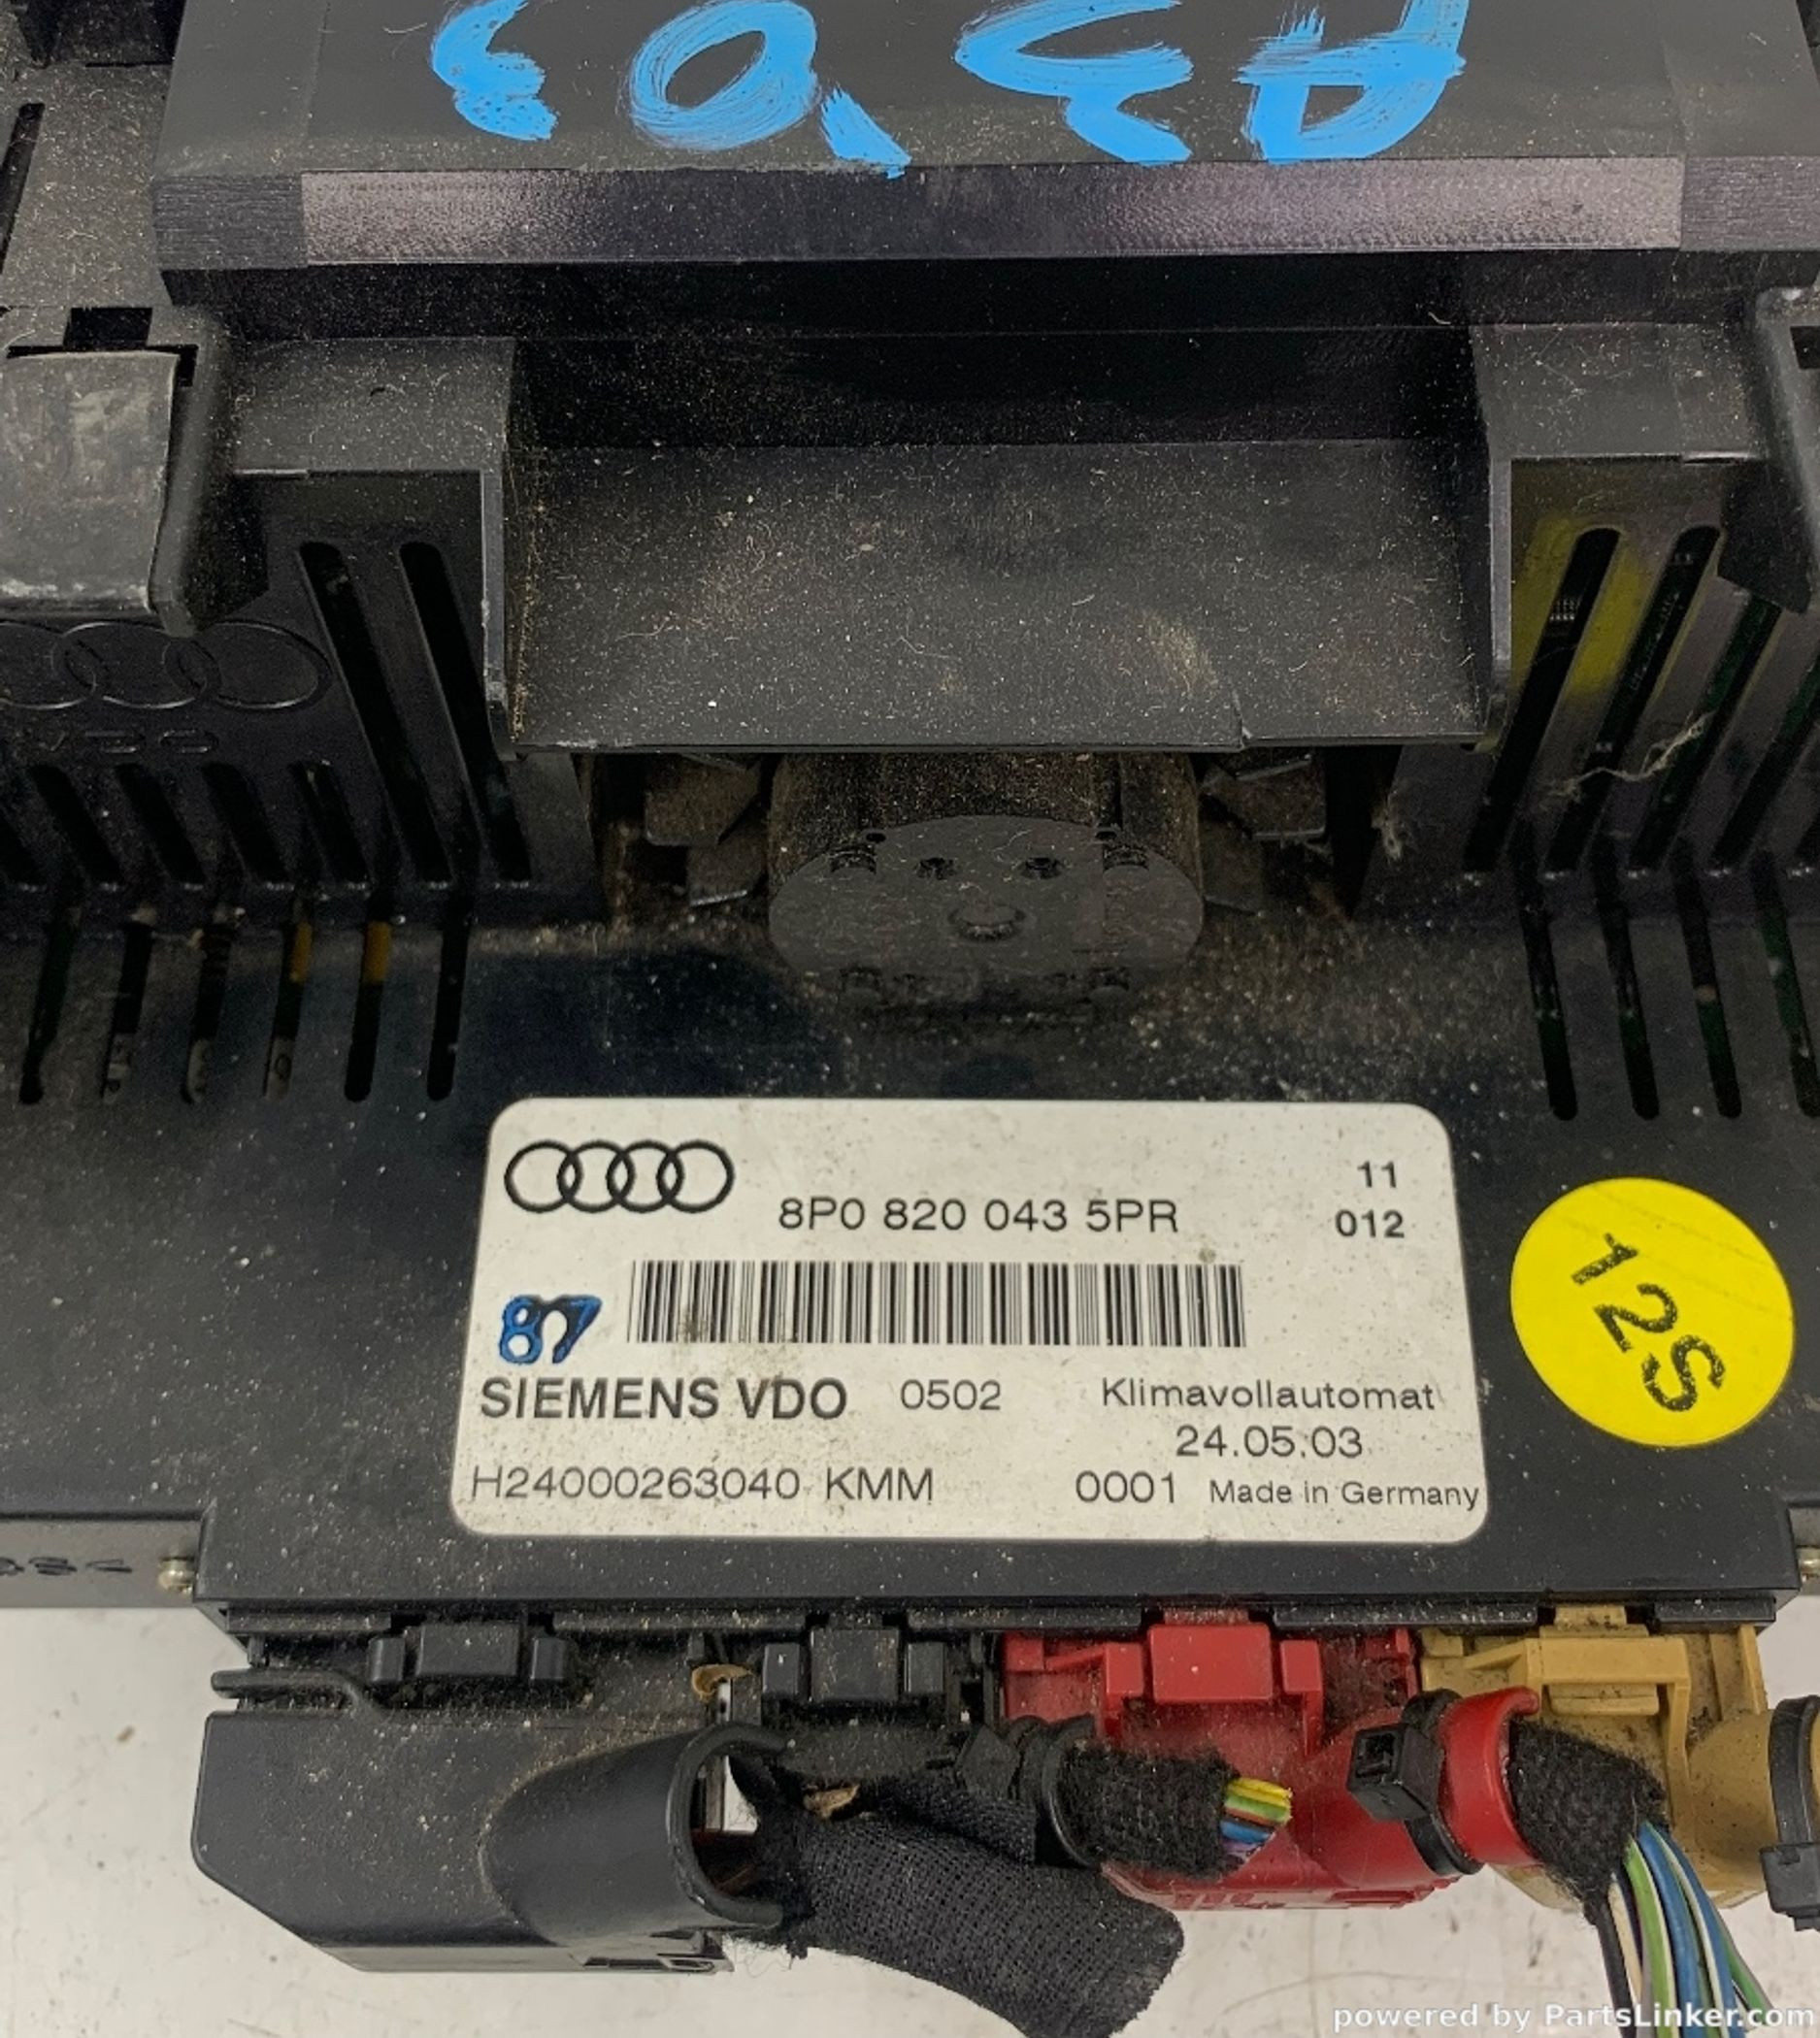 A3'03
8P0 820 043 5PR
11
012
87
SIEMENS VDO 0502 Klimavollautomat
24.05.03
H24000263040 KMM 0001 Made in Germany
12S
powered by PartsLinker.com